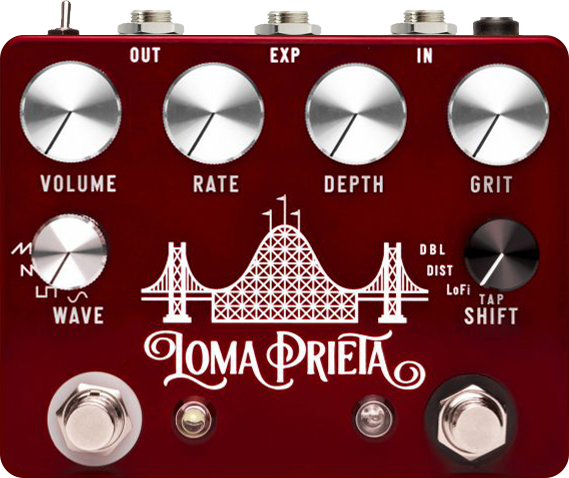 OUT EXP IN
VOLUME RATE DEPTH GRIT
DBL
DIST
LoFi
TAP
WAVE SHIFT
LOMA PRIETA